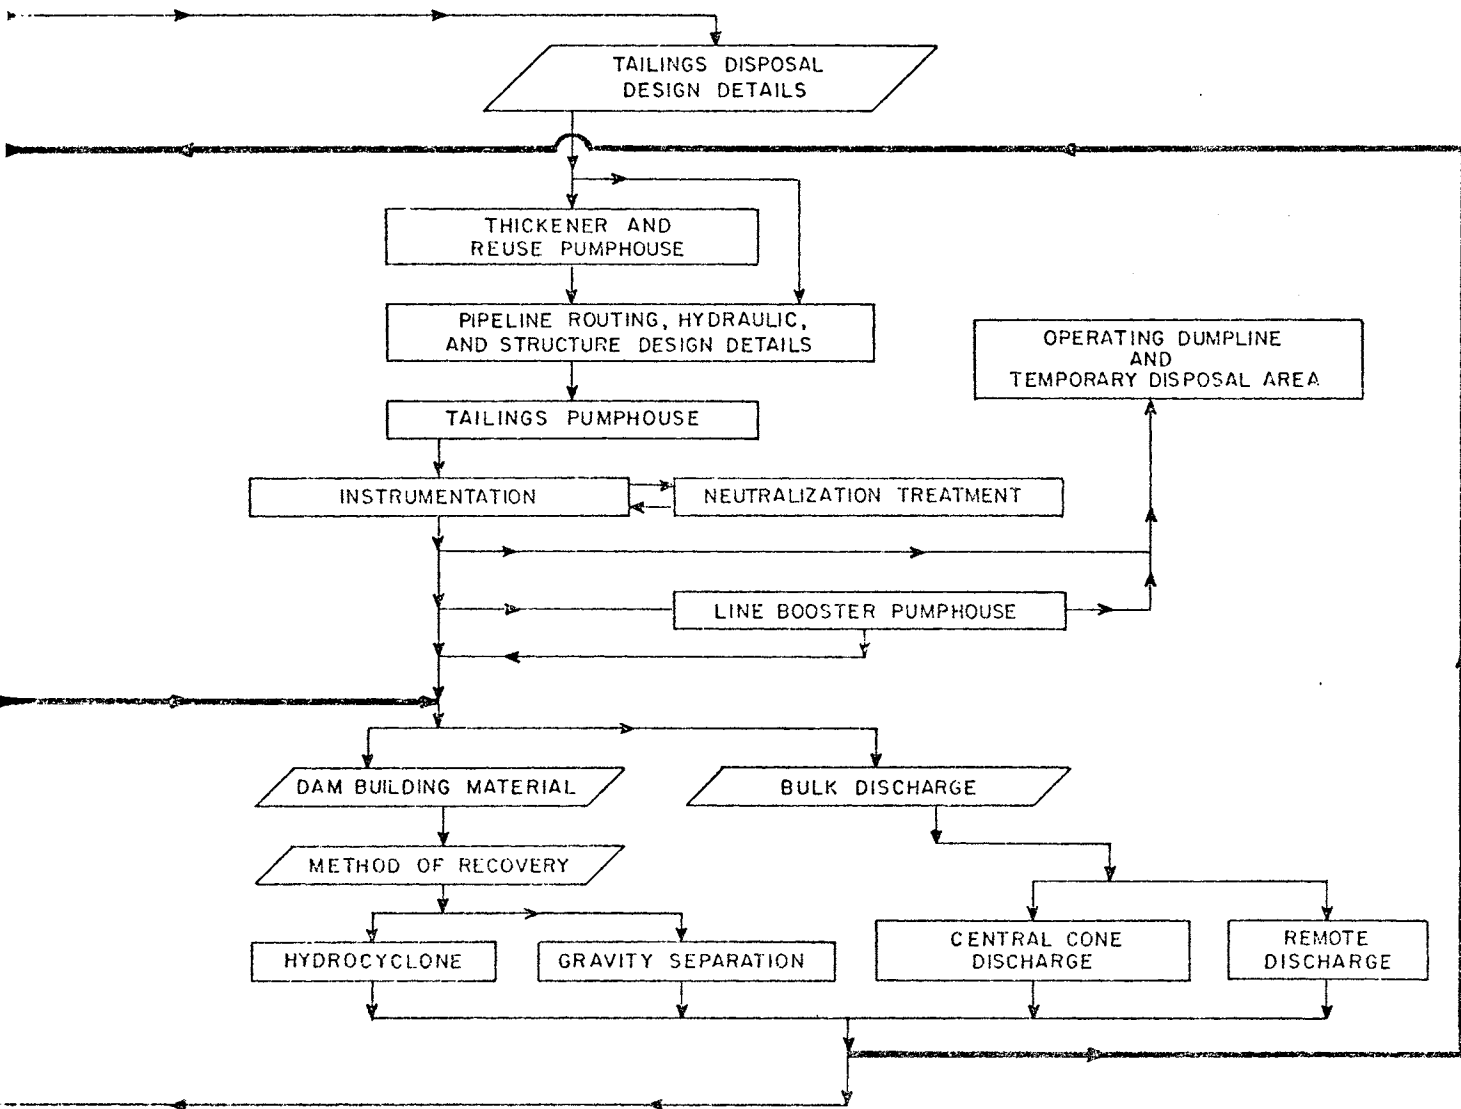 TAILINGS DISPOSAL
DESIGN DETAILS
THICKENER AND
REUSE PUMPHOUSE
PIPELINE ROUTING, HYDRAULIC,
AND STRUCTURE DESIGN DETAILS
OPERATING DUMPLINE
AND
TEMPORARY DISPOSAL AREA
TAILINGS PUMPHOUSE
INSTRUMENTATION
NEUTRALIZATION TREATMENT
LINE BOOSTER PUMPHOUSE
DAM BUILDING MATERIAL
BULK DISCHARGE
METHOD OF RECOVERY
HYDROCYCLONE
GRAVITY SEPARATION
CENTRAL CONE
DISCHARGE
REMOTE
DISCHARGE